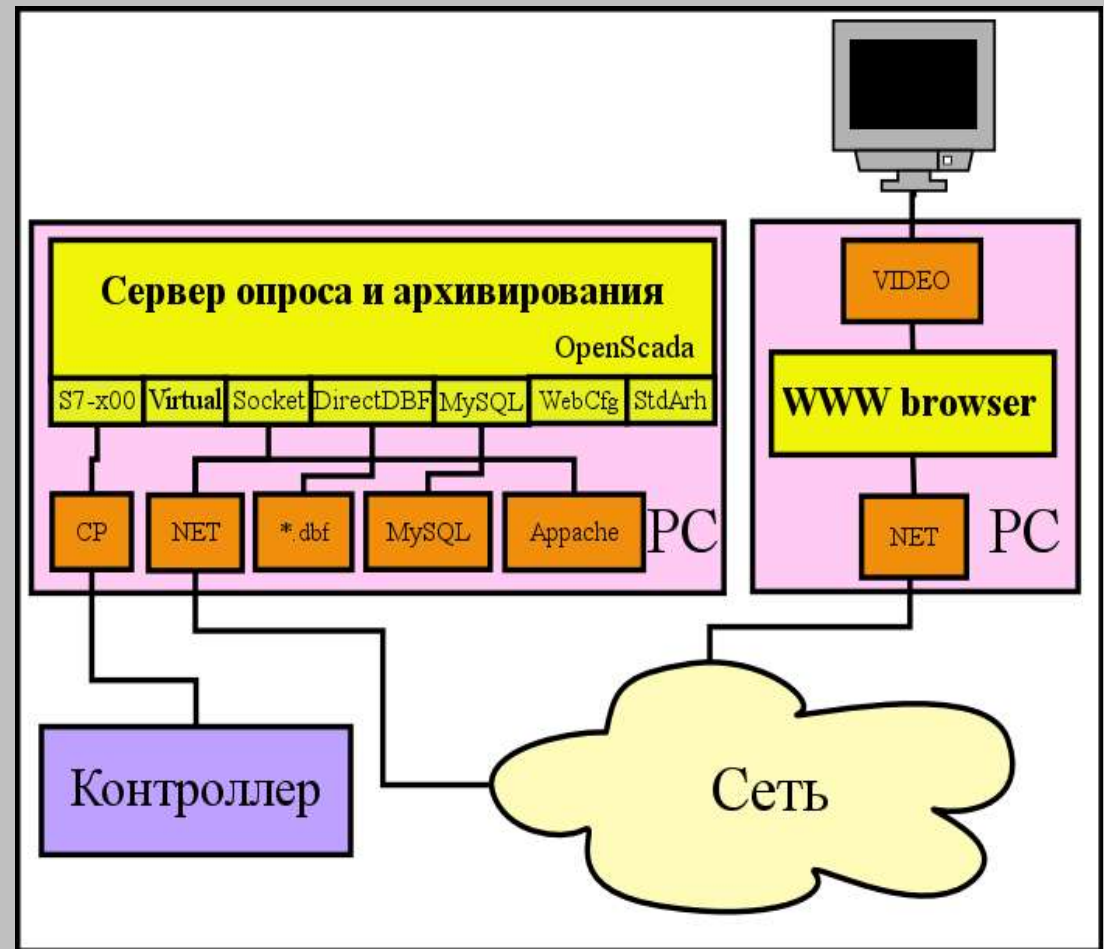 Сервер опроса и архивирования
OpenScada
S7-x00 Virtual Socket DirectDBF MySQL WebCfg StdArh
CP NET *.dbf MySQL Appache PC
VIDEO
WWW browser
NET PC
Контроллер
Сеть